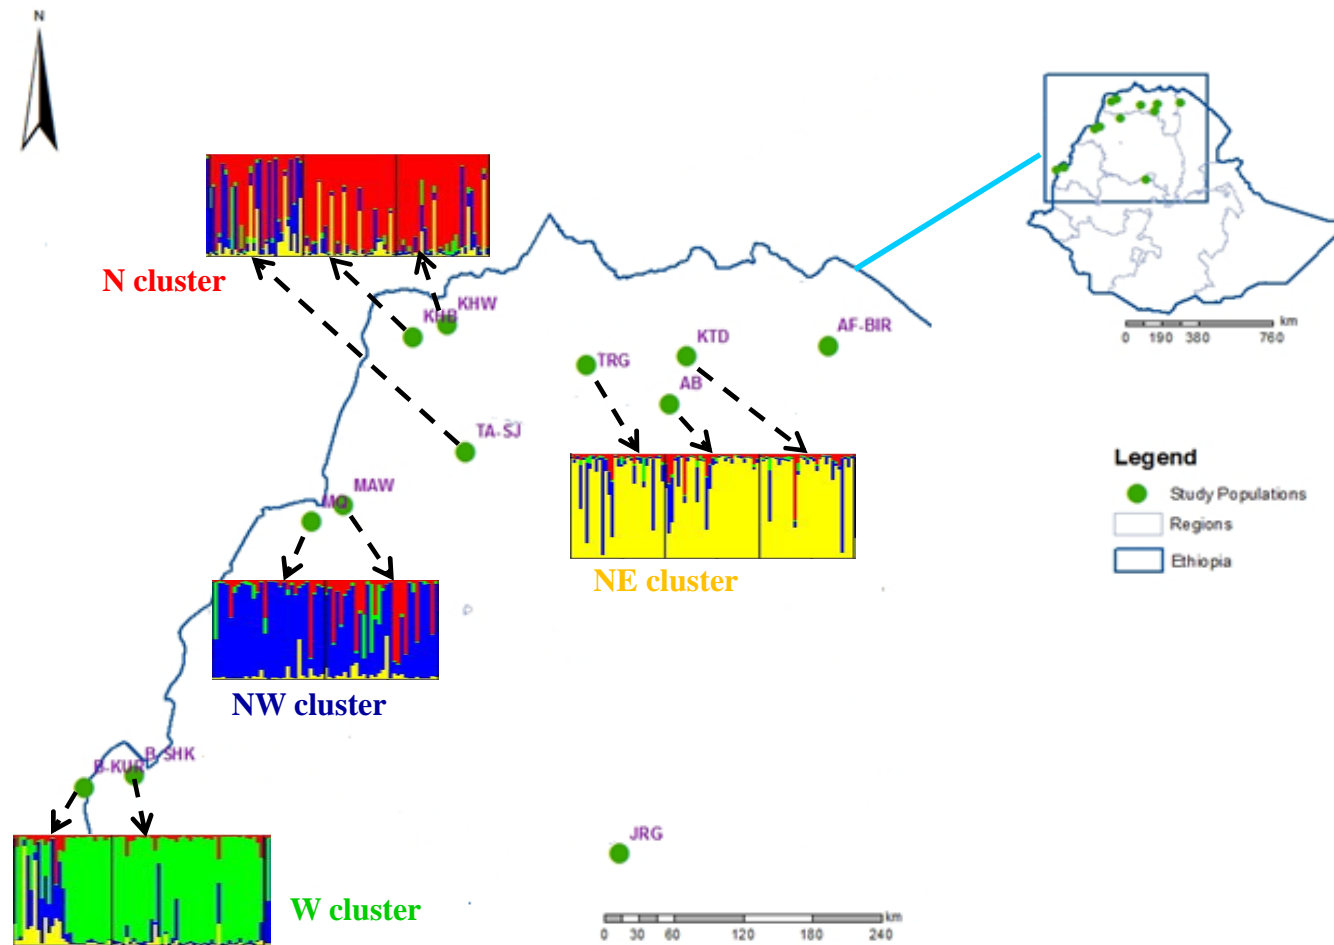 N
N cluster
KHW
KHB
TRG
KTD
AF-BIR
AB
TA-SJ
MAW
MQ
NE cluster
NW cluster
B-SHK
B-KUR
W cluster
JRG
km
0 30 60 120 180 240
km
0 190 380 760
Legend
Study Populations
Regions
Ethiopia